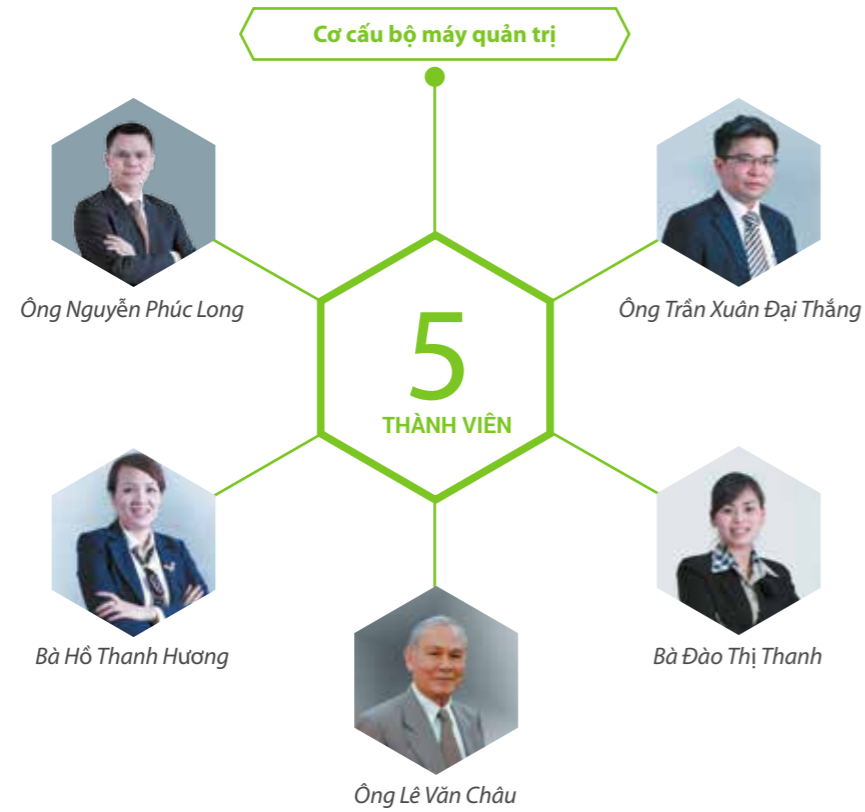 Cơ cấu bộ máy quản trị
Ông Nguyễn Phúc Long
Ông Trần Xuân Đại Thắng
5
THÀNH VIÊN
Bà Hồ Thanh Hương
Bà Đào Thị Thanh
Ông Lê Văn Châu